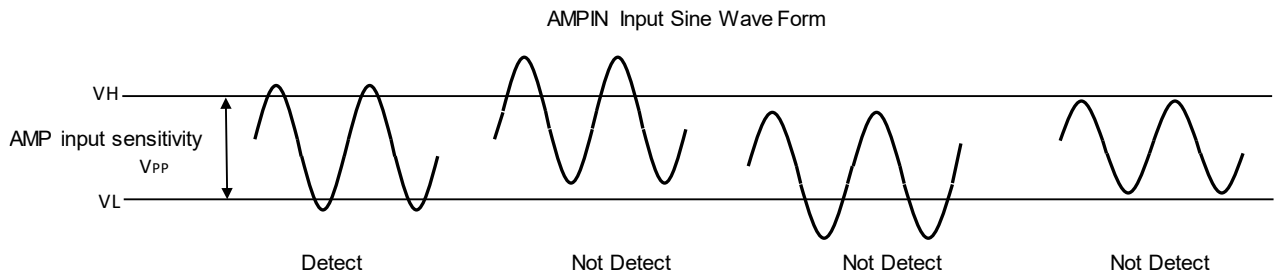 AMPIN Input Sine Wave Form
VH
AMP input sensitivity
VPP
VL
Detect
Not Detect
Not Detect
Not Detect